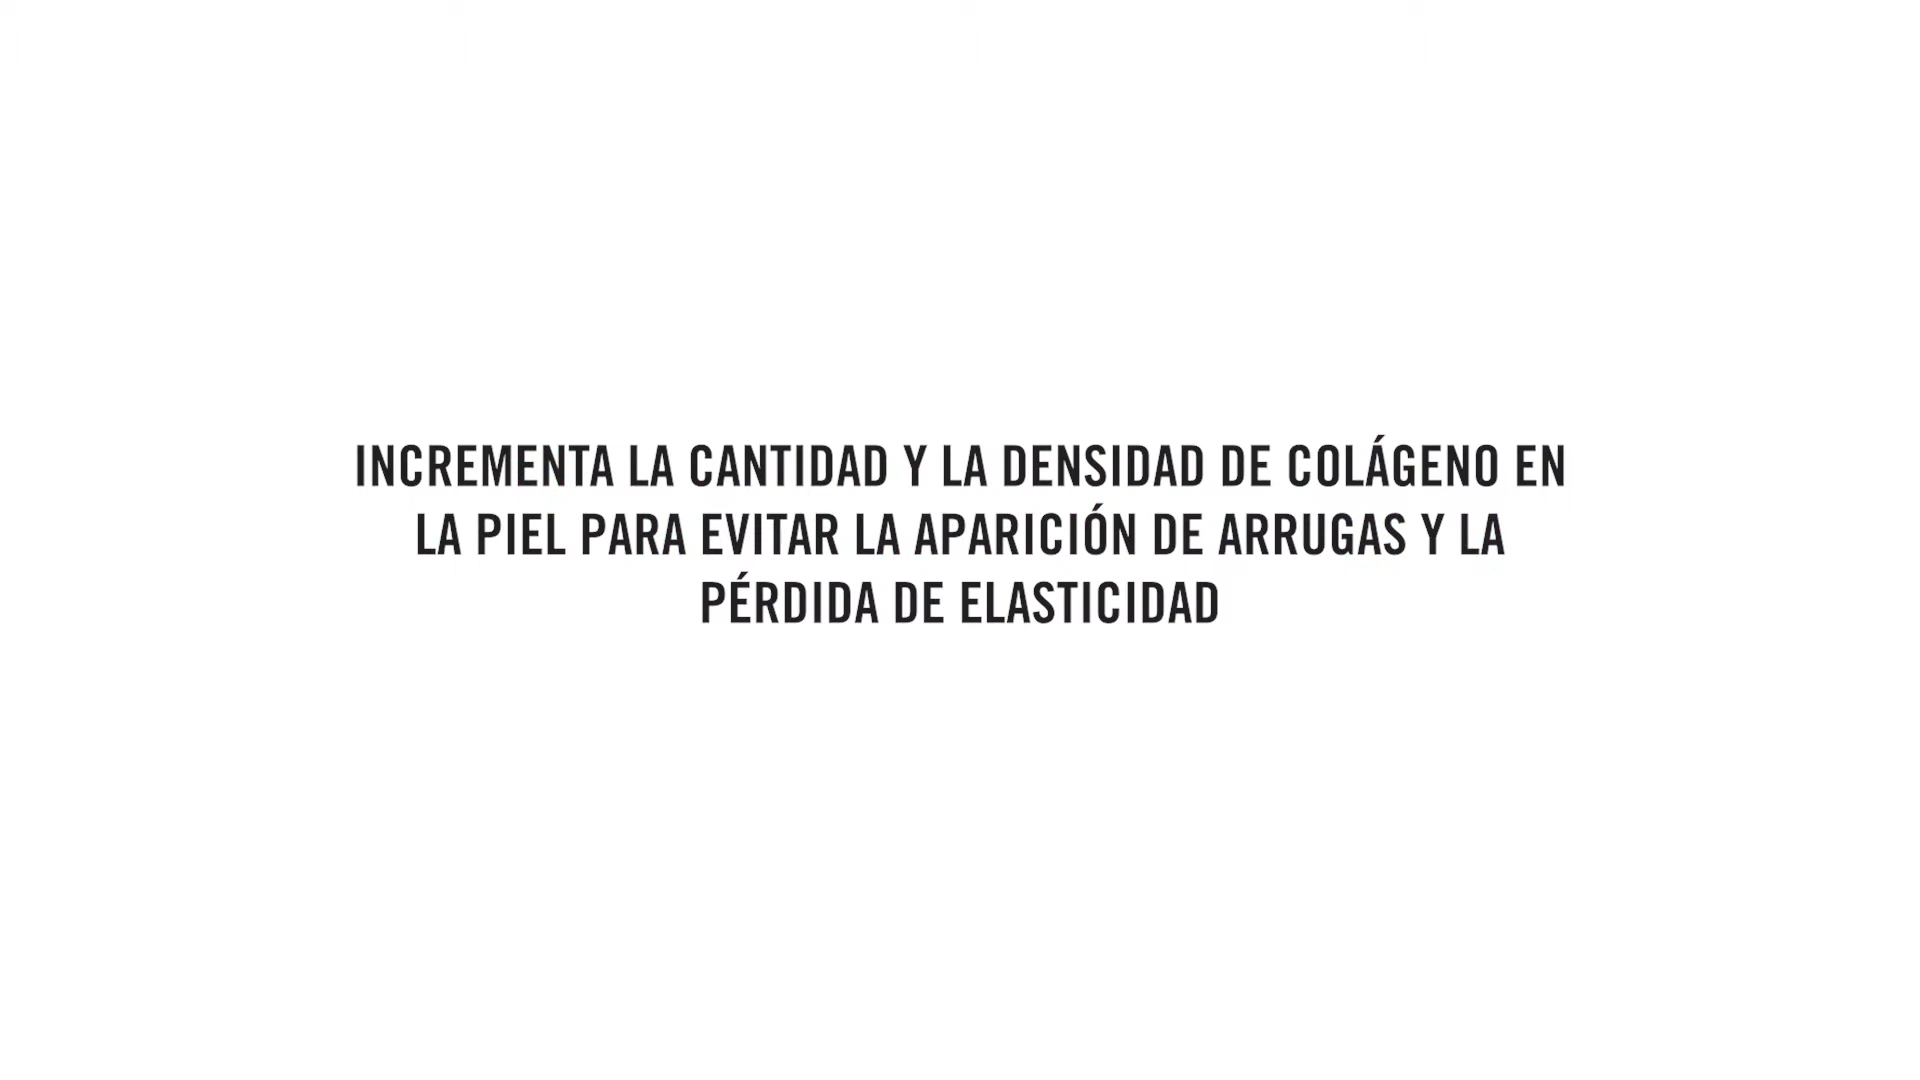 INCREMENTA LA CANTIDAD Y LA DENSIDAD DE COLÁGENO EN
LA PIEL PARA EVITAR LA APARICIÓN DE ARRUGAS Y LA
PÉRDIDA DE ELASTICIDAD